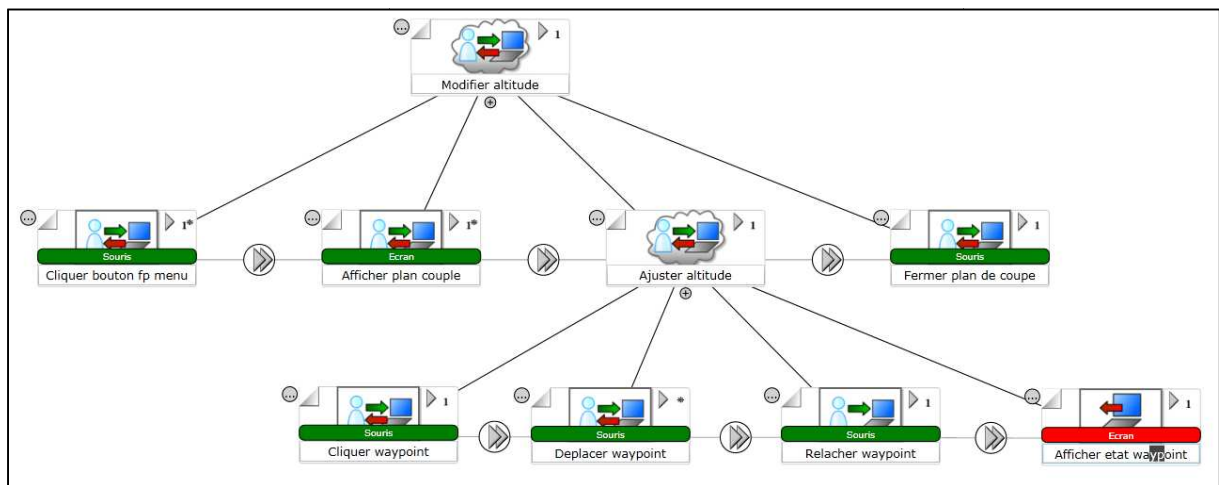 1
Modifier altitude
1*
Souris
Cliquer bouton fp menu
1*
Ecran
Afficher plan couple
1
Ajuster altitude
1
Souris
Fermer plan de coupe
1
Souris
Cliquer waypoint
*
Souris
Deplacer waypoint
1
Souris
Relacher waypoint
1
Ecran
Afficher etat waypoint